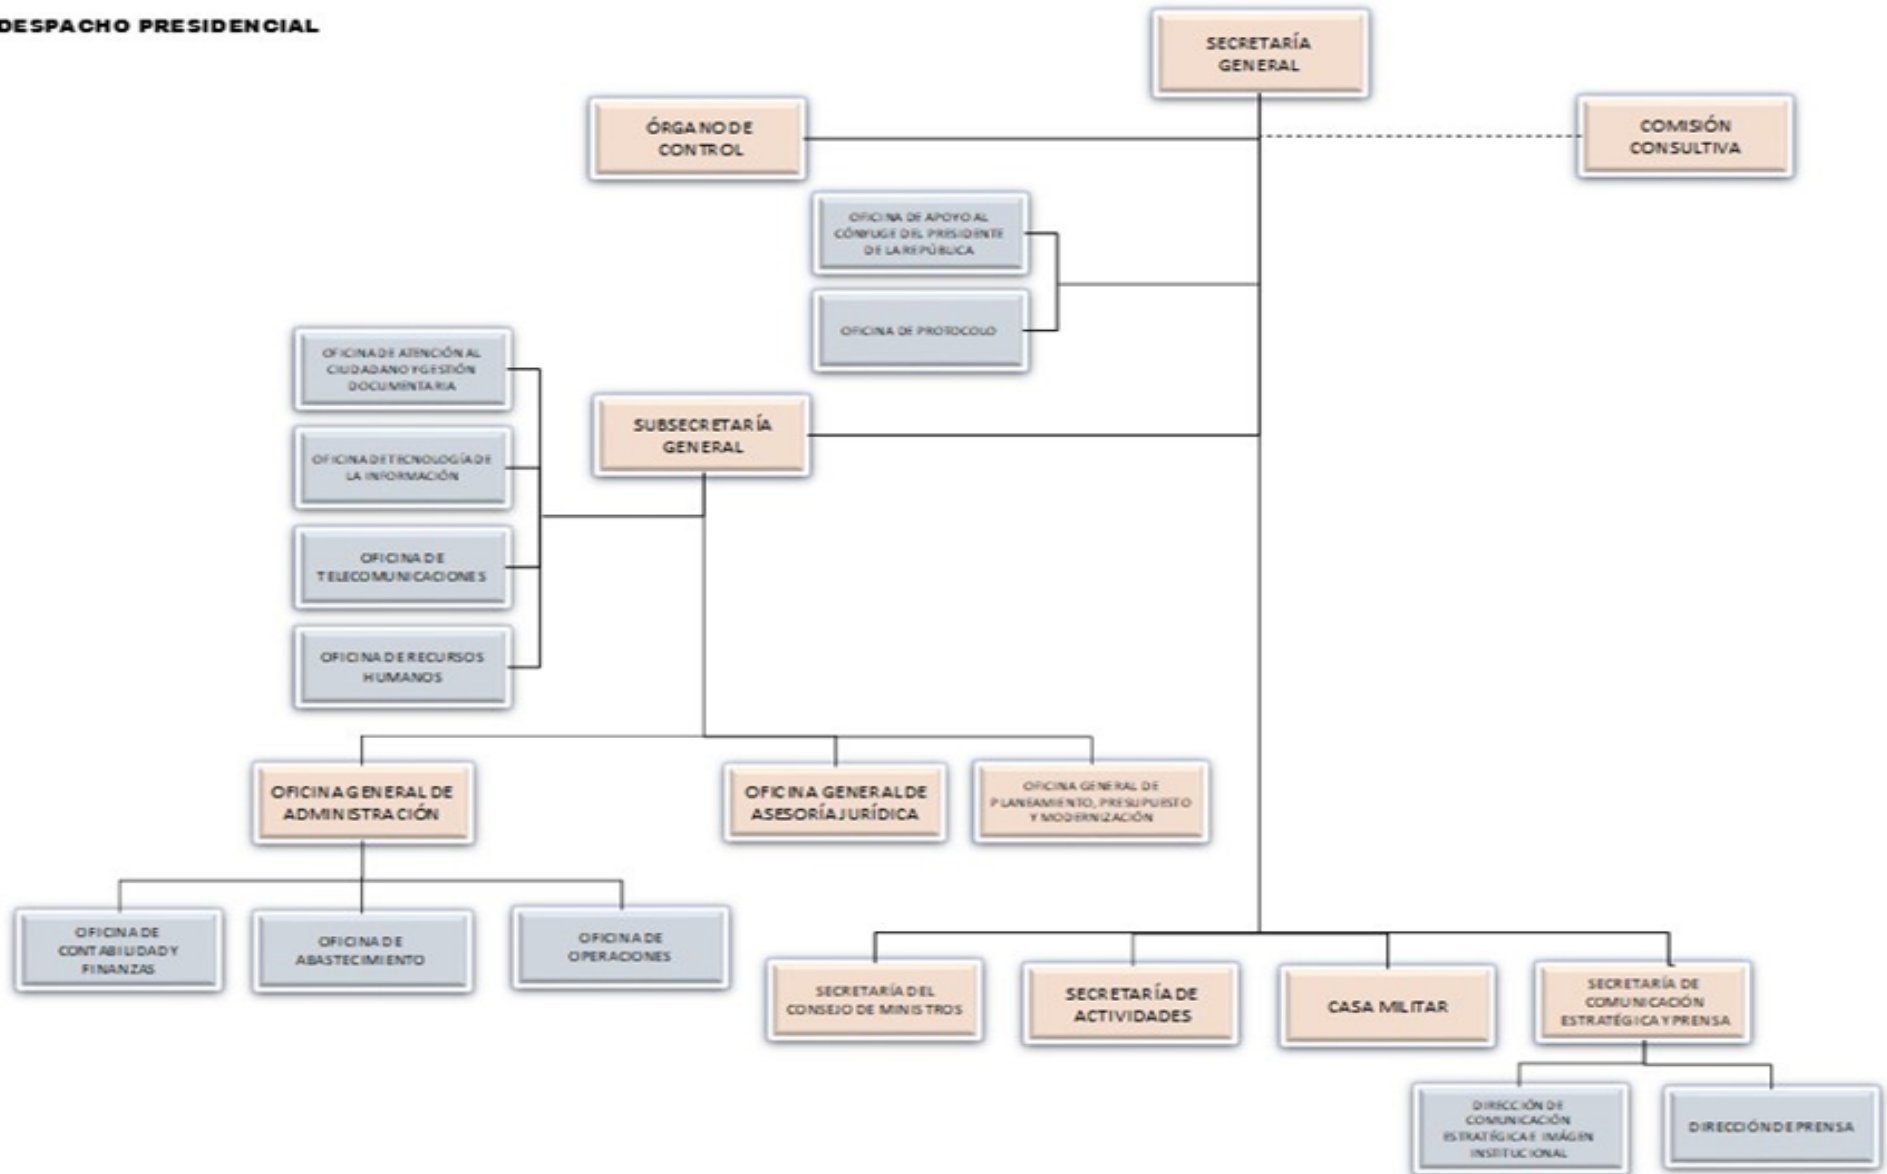 DESPACHO PRESIDENCIAL
SECRETARÍA
GENERAL
ÓRGANO DE
CONTROL
COMISIÓN
CONSULTIVA
OFICINA DE APOYO AL
CÓNYUGE DEL PRESIDENTE
DE LA REPÚBLICA
OFICINA DE PROTOCOLO
OFICINA DE ATENCIÓN AL
CIUDADANO Y GESTIÓN
DOCUMENTARIA
SUBSECRETARÍA
GENERAL
OFICINA DE TECNOLOGÍA DE
LA INFORMACIÓN
OFICINA DE
TELECOMUNICACIONES
OFICINA DE RECURSOS
HUMANOS
OFICINA GENERAL DE
ADMINISTRACIÓN
OFICINA GENERAL DE
ASESORÍA JURÍDICA
OFICINA GENERAL DE
PLANEAMIENTO, PRESUPUESTO
Y MODERNIZACIÓN
OFICINA DE
CONTABILIDAD Y
FINANZAS
OFICINA DE
ABASTECIMIENTO
OFICINA DE
OPERACIONES
SECRETARÍA DEL
CONSEJO DE MINISTROS
SECRETARÍA DE
ACTIVIDADES
CASA MILITAR
SECRETARÍA DE
COMUNICACIÓN
ESTRATÉGICA Y PRENSA
DIRECCIÓN DE
COMUNICACIÓN
ESTRATÉGICA E IMÁGEN
INSTITUCIONAL
DIRECCIÓN DE PRENSA